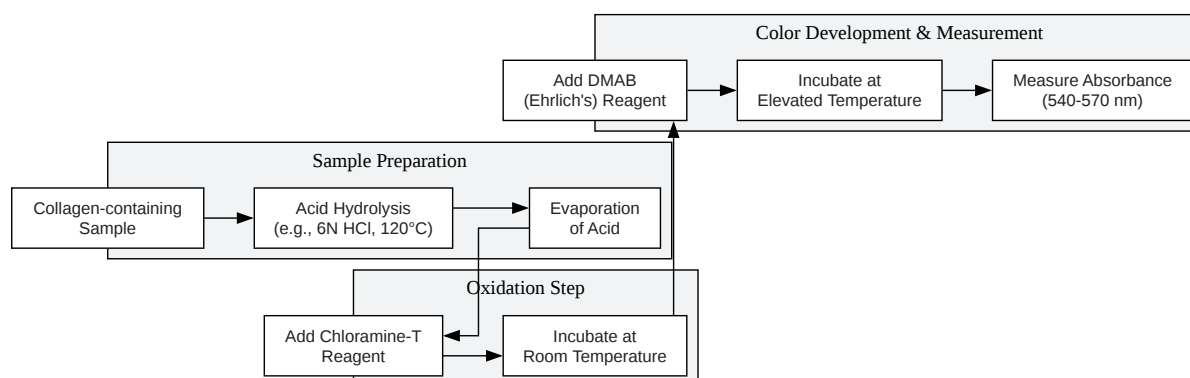 Color Development & Measurement
Add DMAB
(Ehrlich's) Reagent
Incubate at
Elevated Temperature
Measure Absorbance
(540-570 nm)
Sample Preparation
Collagen-containing
Sample
Acid Hydrolysis
(e.g., 6N HCl, 120°C)
Evaporation
of Acid
Oxidation Step
Add Chloramine-T
Reagent
Incubate at
Room Temperature